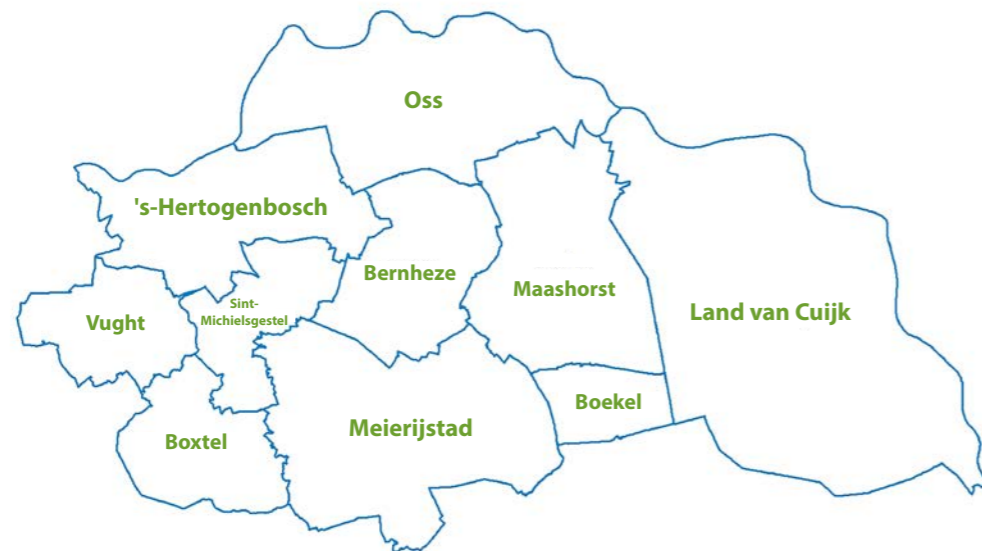 Oss
's-Hertogenbosch
Bernheze
Maashorst
Sint-
Michielsgestel
Land van Cuijk
Vught
Boekel
Meierijstad
Boxtel